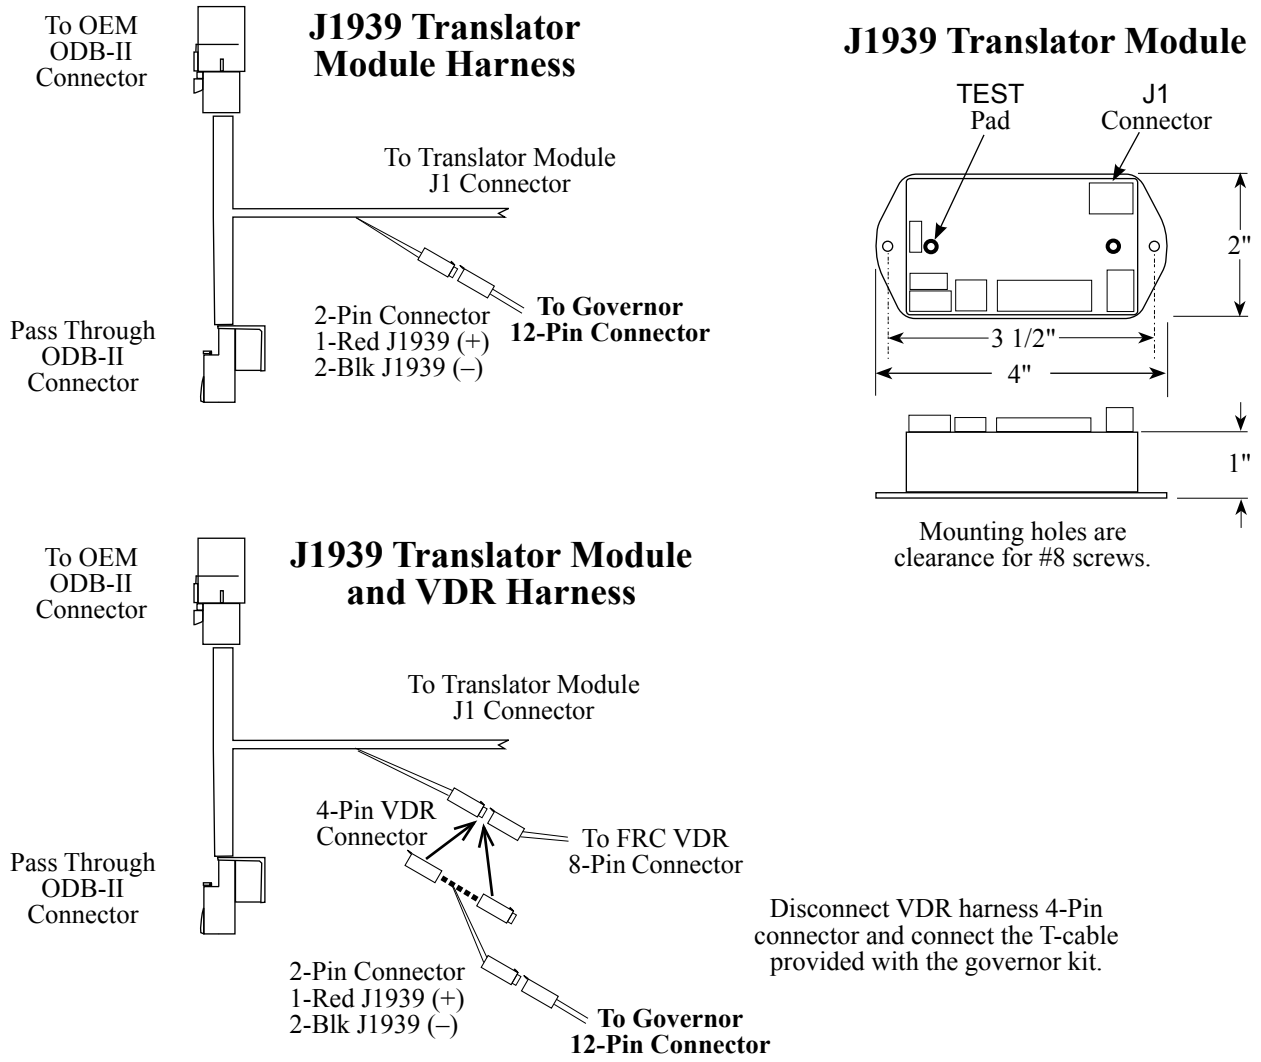 To OEM
ODB-II
Connector
J1939 Translator
Module Harness
To Translator Module
J1 Connector
2-Pin Connector
1-Red J1939 (+)
2-Blk J1939 (–)
To Governor
12-Pin Connector
Pass Through
ODB-II
Connector
J1939 Translator Module
TEST
Pad
J1
Connector
2"
3 1/2"
4"
1"
Mounting holes are
clearance for #8 screws.
To OEM
ODB-II
Connector
J1939 Translator Module
and VDR Harness
To Translator Module
J1 Connector
4-Pin VDR
Connector
To FRC VDR
8-Pin Connector
Pass Through
ODB-II
Connector
2-Pin Connector
1-Red J1939 (+)
2-Blk J1939 (–)
To Governor
12-Pin Connector
Disconnect VDR harness 4-Pin
connector and connect the T-cable
provided with the governor kit.